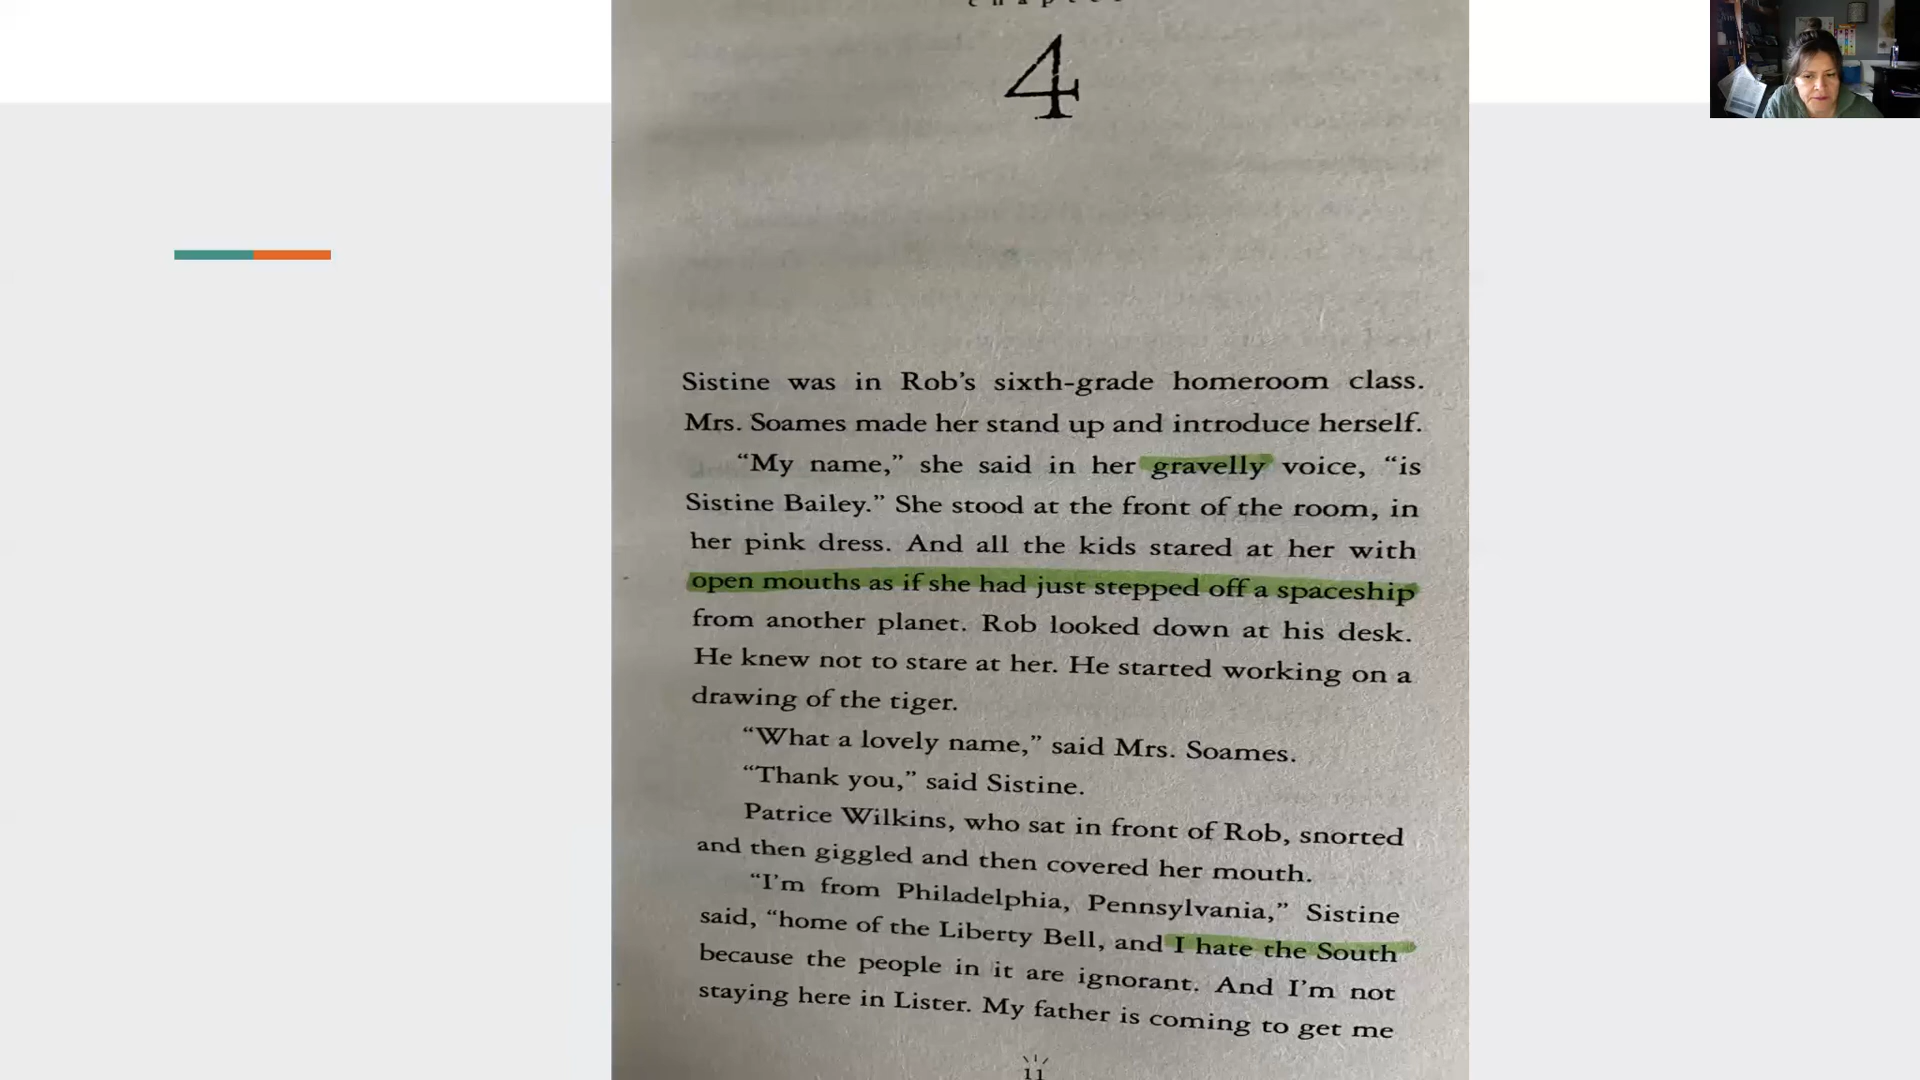 4
Sistine was in Rob’s sixth-grade homeroom class.
Mrs. Soames made her stand up and introduce herself.
“My name,” she said in her gravelly voice, “is
Sistine Bailey.” She stood at the front of the room, in
her pink dress. And all the kids stared at her with
open mouths as if she had just stepped off a spaceship
from another planet. Rob looked down at his desk.
He knew not to stare at her. He started working on a
drawing of the tiger.
“What a lovely name,” said Mrs. Soames.
“Thank you,” said Sistine.
Patrice Wilkins, who sat in front of Rob, snorted
and then giggled and then covered her mouth.
“I’m from Philadelphia, Pennsylvania,” Sistine
said, “home of the Liberty Bell, and I hate the South
because the people in it are ignorant. And I’m not
staying here in Lister. My father is coming to get me
11